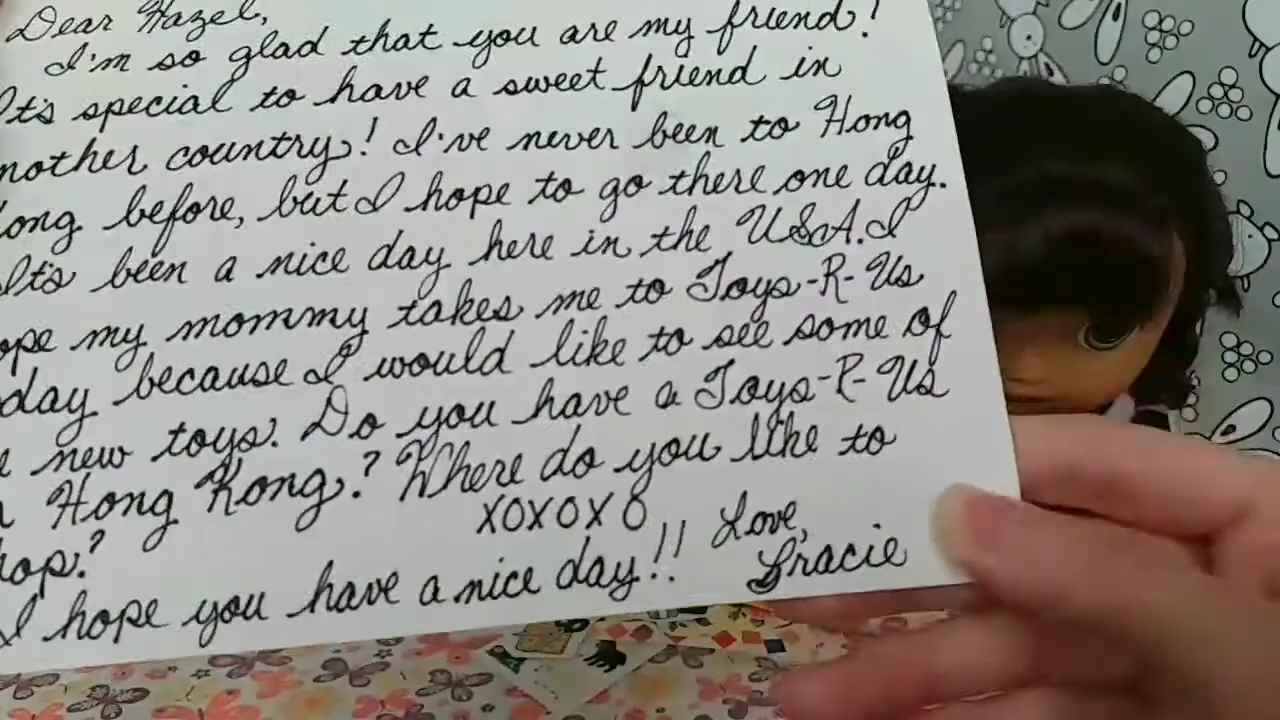 Dear Hazel,
I'm so glad that you are my friend!
It's special to have a sweet friend in
nother country! I've never been to Hong
ong before, but I hope to go there one day.
It's been a nice day here in the USA. I
ope my mommy takes me to Toys-R-Us
day because I would like to see some of
e new toys. Do you have a Toys-R-Us
n Hong Kong? Where do you like to
hop?
XOXOXO Love,
I hope you have a nice day!! Gracie